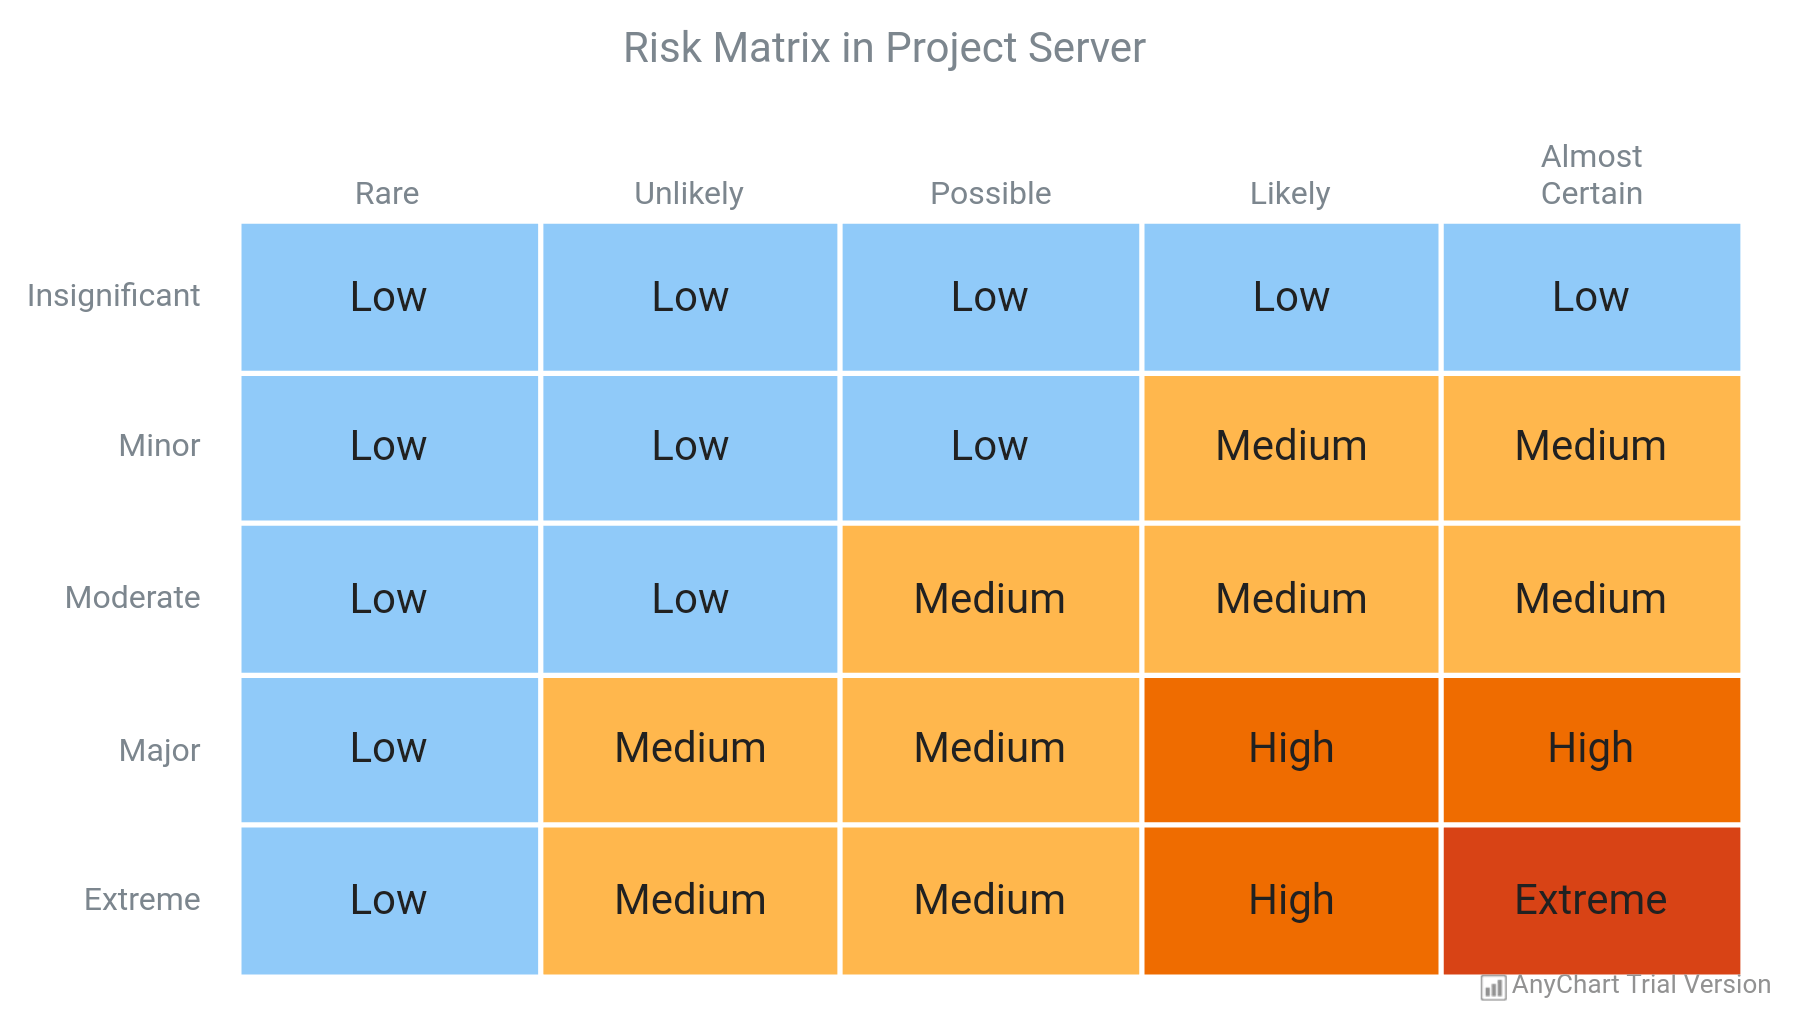 Risk Matrix in Project Server
Almost
Rare Unlikely Possible Likely Certain
Insignificant Low Low Low Low Low
Minor Low Low Low Medium Medium
Moderate Low Low Medium Medium Medium
Major Low Medium Medium High High
Extreme Low Medium Medium High Extreme
AnyChart Trial Version